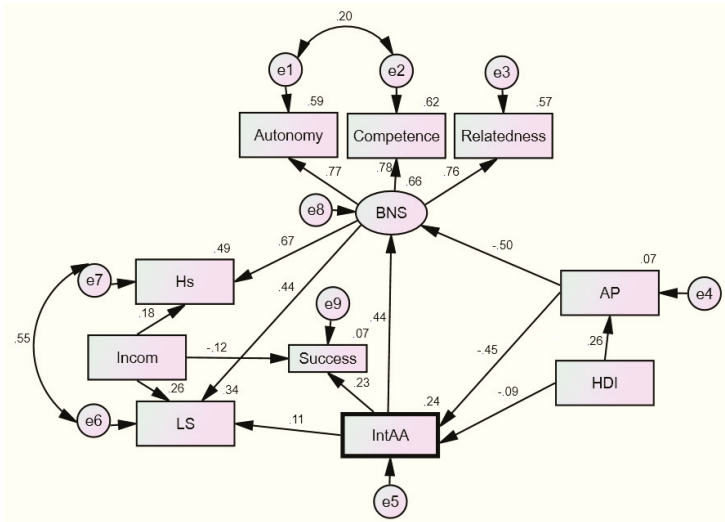 .20
e1
e2
e3
.59
.62
.57
Autonomy
Competence
Relatedness
.77
.78
.66
.76
e8
BNS
.49
.67
-.50
.07
e7
Hs
.44
e9
AP
e4
.18
.07
.55
Incom
-.12
Success
.44
-.45
.26
HDI
.26
.34
.23
.24
-.09
e6
LS
.11
IntAA
e5